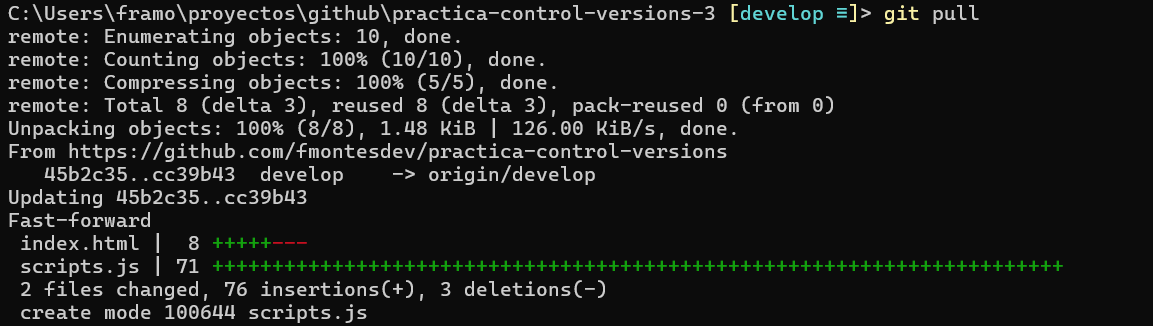 C:\Users\framo\proyectos\github\practica-control-versions-3 [develop ≡]> git pull
remote: Enumerating objects: 10, done.
remote: Counting objects: 100% (10/10), done.
remote: Compressing objects: 100% (5/5), done.
remote: Total 8 (delta 3), reused 8 (delta 3), pack-reused 0 (from 0)
Unpacking objects: 100% (8/8), 1.48 KiB | 126.00 KiB/s, done.
From https://github.com/fmontesdev/practica-control-versions
   45b2c35..cc39b43  develop    -> origin/develop
Updating 45b2c35..cc39b43
Fast-forward
 index.html |  8 +++++---
 scripts.js | 71 +++++++++++++++++++++++++++++++++++++++++++++++++++++++++++++++++++++++
 2 files changed, 76 insertions(+), 3 deletions(-)
 create mode 100644 scripts.js